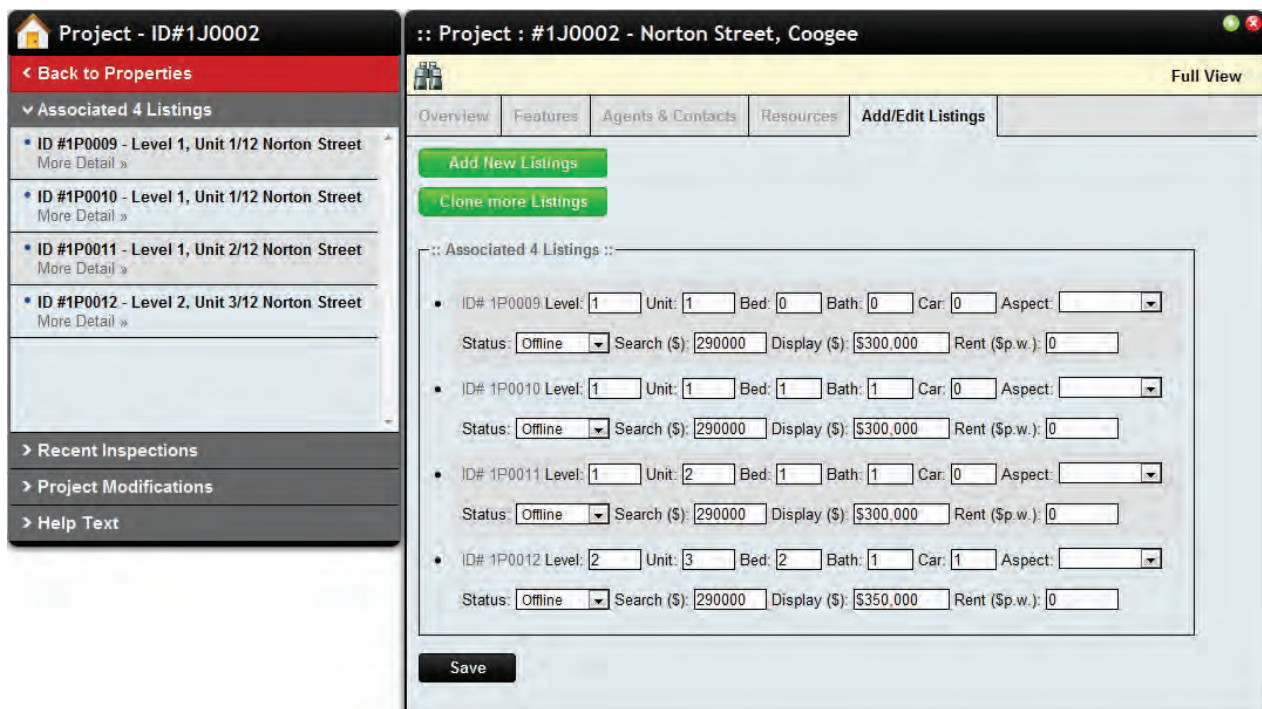 Project - ID#1J0002
< Back to Properties
Associated 4 Listings
• ID #1P0009 - Level 1, Unit 1/12 Norton Street
More Detail »
• ID #1P0010 - Level 1, Unit 1/12 Norton Street
More Detail »
• ID #1P0011 - Level 1, Unit 2/12 Norton Street
More Detail »
• ID #1P0012 - Level 2, Unit 3/12 Norton Street
More Detail »
> Recent Inspections
> Project Modifications
> Help Text
:: Project : #1J0002 - Norton Street, Coogee
Full View
Overview Features Agents & Contacts Resources Add/Edit Listings
Add New Listings
Clone more Listings
:: Associated 4 Listings ::
• ID# 1P0009 Level: 1 Unit: 1 Bed: 0 Bath: 0 Car: 0 Aspect:
Status: Offline Search ($): 290000 Display ($): $300,000 Rent ($p.w.): 0
• ID# 1P0010 Level: 1 Unit: 1 Bed: 1 Bath: 1 Car: 0 Aspect:
Status: Offline Search ($): 290000 Display ($): $300,000 Rent ($p.w.): 0
• ID# 1P0011 Level: 1 Unit: 2 Bed: 1 Bath: 1 Car: 0 Aspect:
Status: Offline Search ($): 290000 Display ($): $300,000 Rent ($p.w.): 0
• ID# 1P0012 Level: 2 Unit: 3 Bed: 2 Bath: 1 Car: 1 Aspect:
Status: Offline Search ($): 290000 Display ($): $350,000 Rent ($p.w.): 0
Save